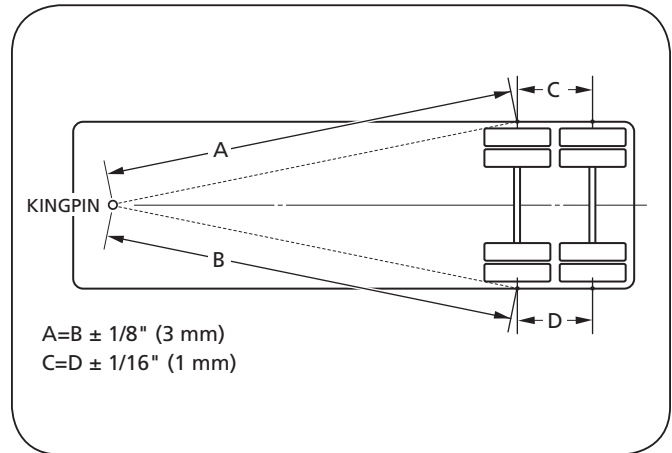 C
A
KINGPIN
B
D
A=B ± 1/8" (3 mm)
C=D ± 1/16" (1 mm)